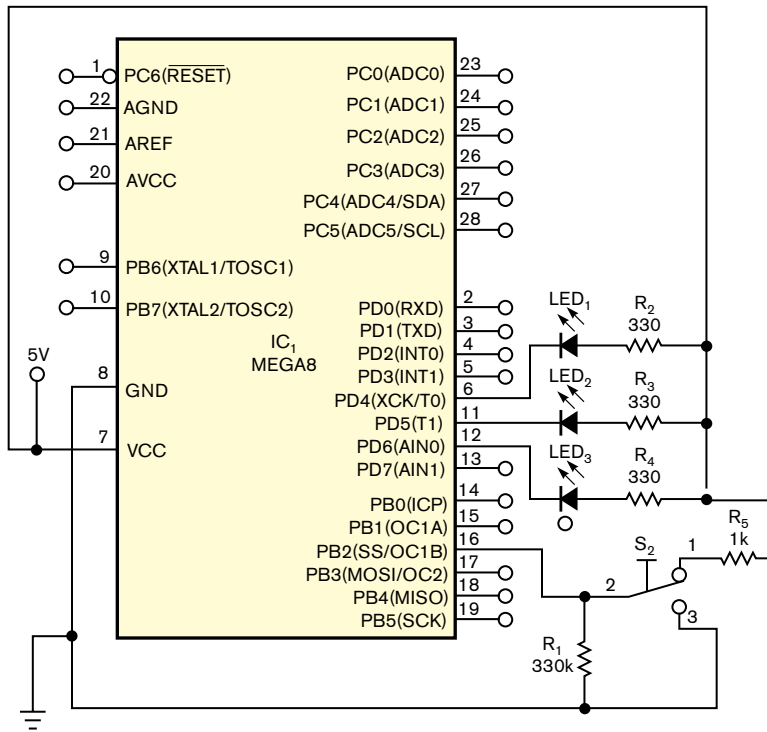 1 PC6(RESET)
22 AGND
21 AREF
20 AVCC
9 PB6(XTAL1/TOSC1)
10 PB7(XTAL2/TOSC2)
5V
8 GND
7 VCC
IC1
MEGA8
PC0(ADC0) 23
PC1(ADC1) 24
PC2(ADC2) 25
PC3(ADC3) 26
PC4(ADC4/SDA) 27
PC5(ADC5/SCL) 28
PD0(RXD) 2
PD1(TXD) 3
PD2(INT0) 4
PD3(INT1) 5
PD4(XCK/T0) 6
PD5(T1) 11
PD6(AIN0) 12
PD7(AIN1) 13
PB0(ICP) 14
PB1(OC1A) 15
PB2(SS/OC1B) 16
PB3(MOSI/OC2) 17
PB4(MISO) 18
PB5(SCK) 19
LED1
R2
330
LED2
R3
330
LED3
R4
330
R5
1k
S2
1
2
3
R1
330k